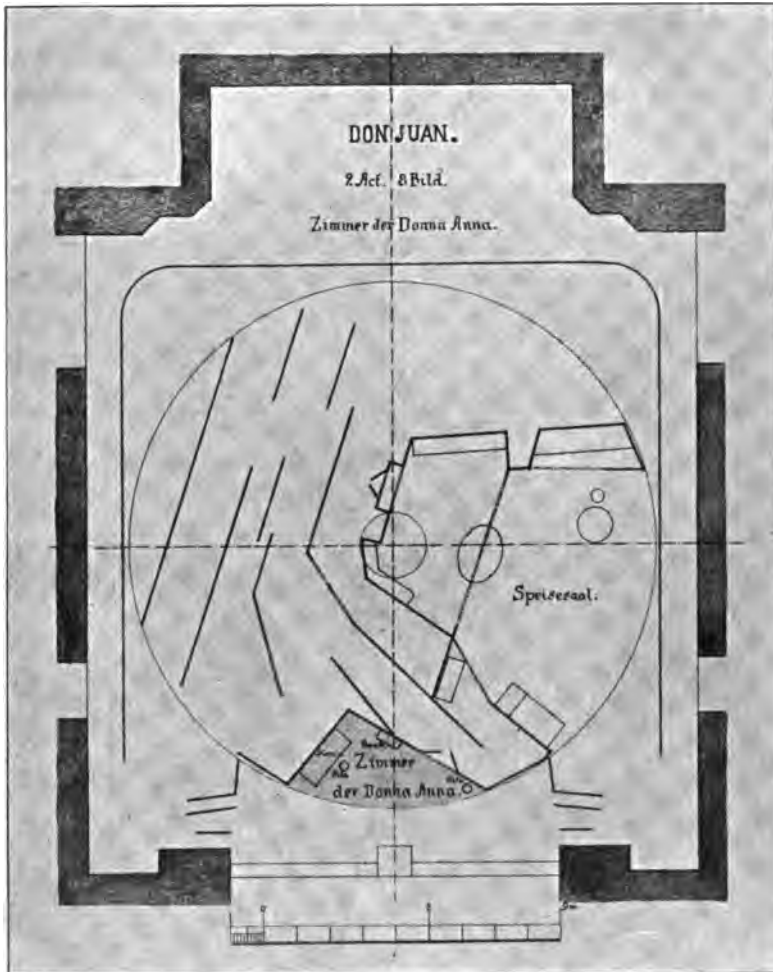 DON JUAN.
2. Act. 8 Bild.
Zimmer der Donna Anna.
Speisesaal.
Zimmer
der Donna Anna.